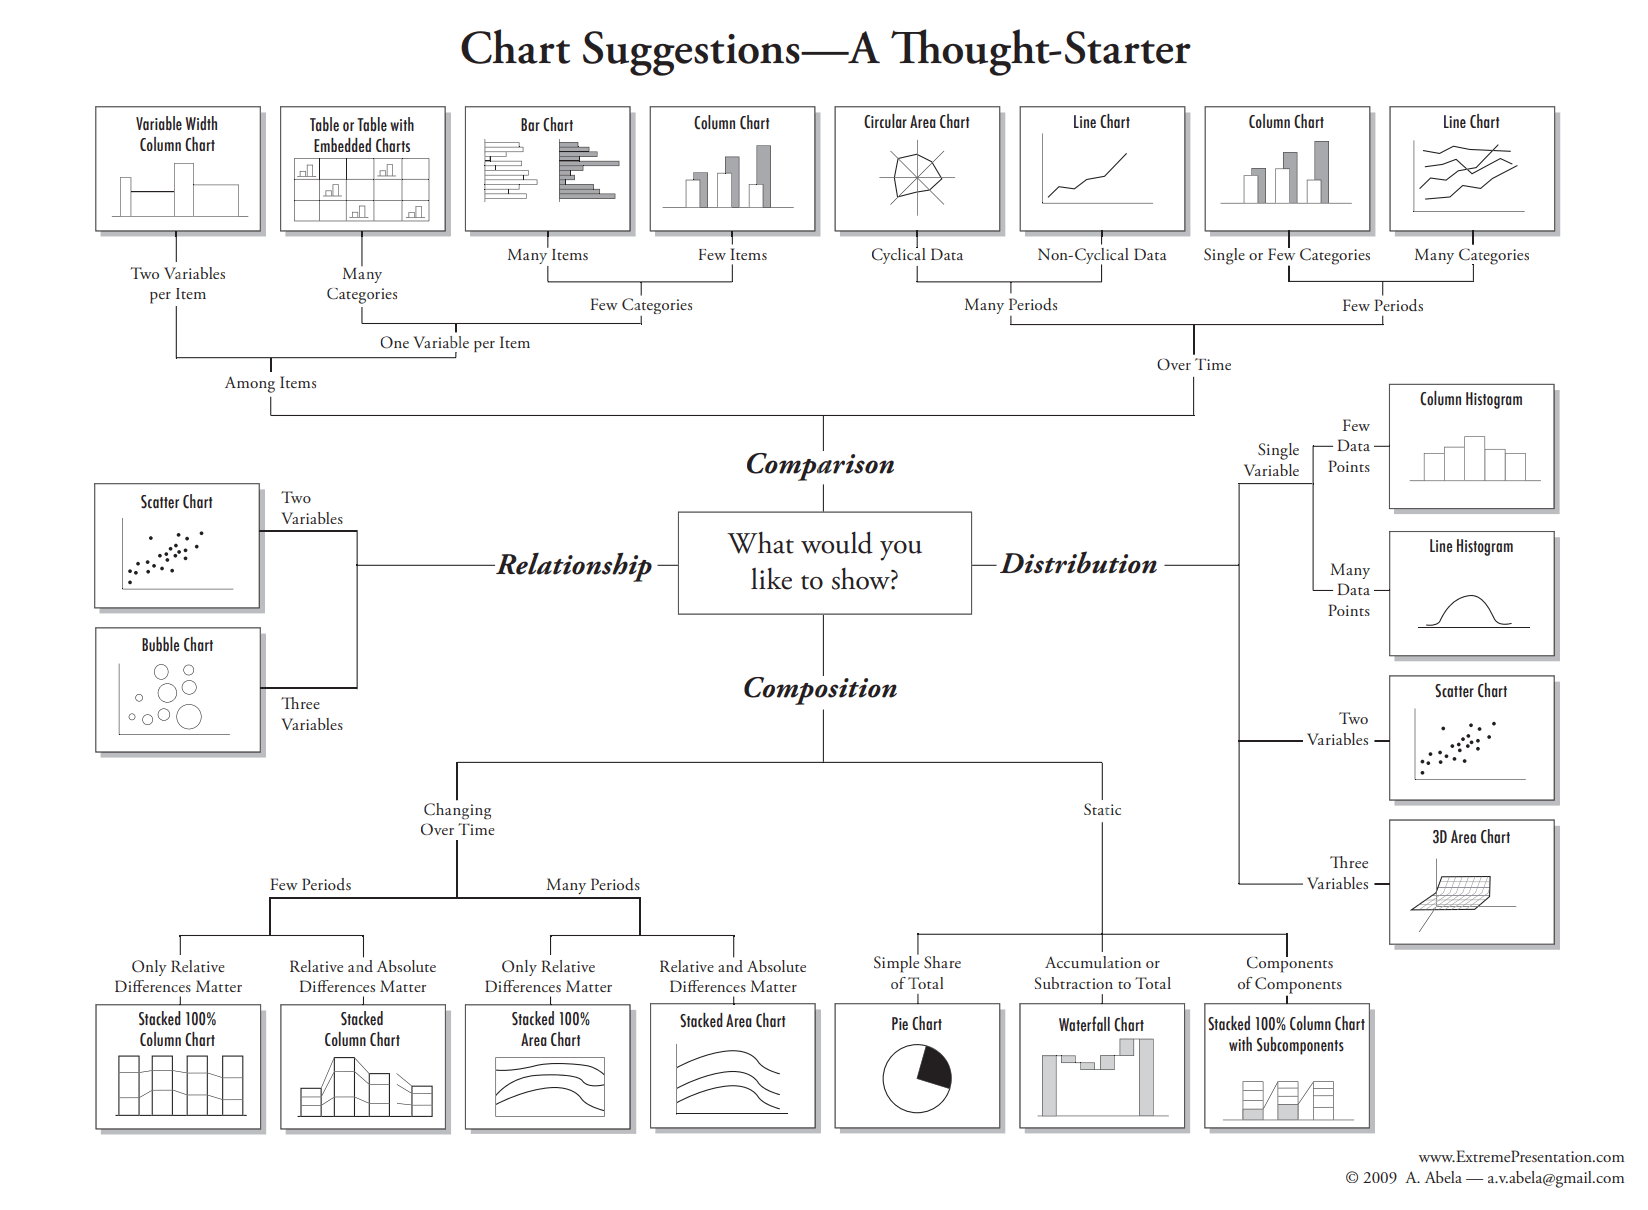 Chart Suggestions—A Thought-Starter
Variable Width
Column Chart
Table or Table with
Embedded Charts
Bar Chart
Column Chart
Circular Area Chart
Line Chart
Column Chart
Line Chart
Two Variables
per Item
Many
Categories
Many Items
Few Items
Cyclical Data
Non-Cyclical Data
Single or Few Categories
Many Categories
Few Categories
Many Periods
Few Periods
One Variable per Item
Among Items
Over Time
Comparison
Scatter Chart
Two
Variables
Bubble Chart
Three
Variables
Relationship
What would you
like to show?
Distribution
Single
Variable
Few
Data
Points
Column Histogram
Many
Data
Points
Line Histogram
Two
Variables
Scatter Chart
Three
Variables
3D Area Chart
Composition
Changing
Over Time
Static
Few Periods
Many Periods
Only Relative
Differences Matter
Relative and Absolute
Differences Matter
Only Relative
Differences Matter
Relative and Absolute
Differences Matter
Simple Share
of Total
Accumulation or
Subtraction to Total
Components
of Components
Stacked 100%
Column Chart
Stacked
Column Chart
Stacked 100%
Area Chart
Stacked Area Chart
Pie Chart
Waterfall Chart
Stacked 100% Column Chart
with Subcomponents
www.ExtremePresentation.com
© 2009 A. Abela — a.v.abela@gmail.com